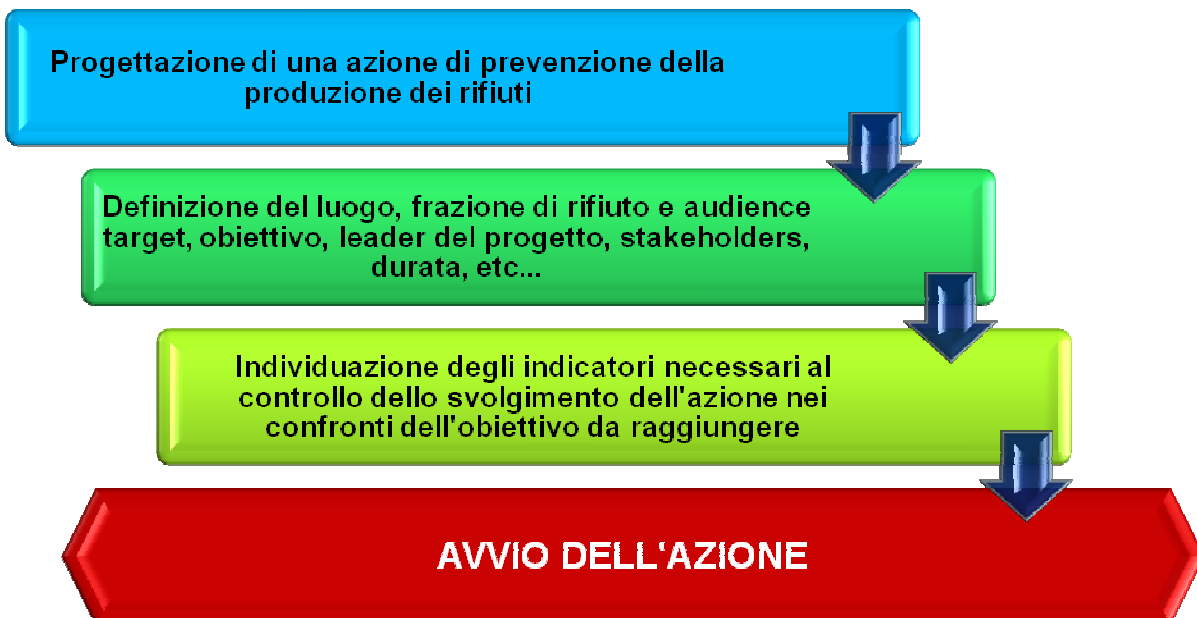 Progettazione di una azione di prevenzione della
produzione dei rifiuti
Definizione del luogo, frazione di rifiuto e audience
target, obiettivo, leader del progetto, stakeholders,
durata, etc...
Individuazione degli indicatori necessari al
controllo dello svolgimento dell'azione nei
confronti dell'obiettivo da raggiungere
AVVIO DELL'AZIONE